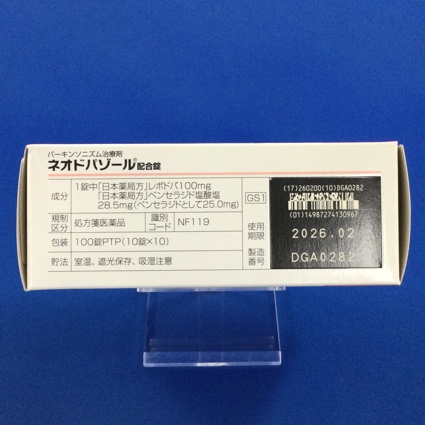 パーキンソニズム治療剤
ネオドパゾール®配合錠
成分
1錠中「日本薬局方」レボドパ100mg
「日本薬局方」ベンセラジド塩酸塩
28.5mg(ベンセラジドとして25.0mg)
規制区分 処方箋医薬品 識別コード NF119
包装 100錠PTP(10錠×10)
貯法 室温、遮光保存、吸湿注意
GS1
(17)260200(10)DGA0282
(01)14987274130967
使用期限 2026.02
製造番号 DGA0282